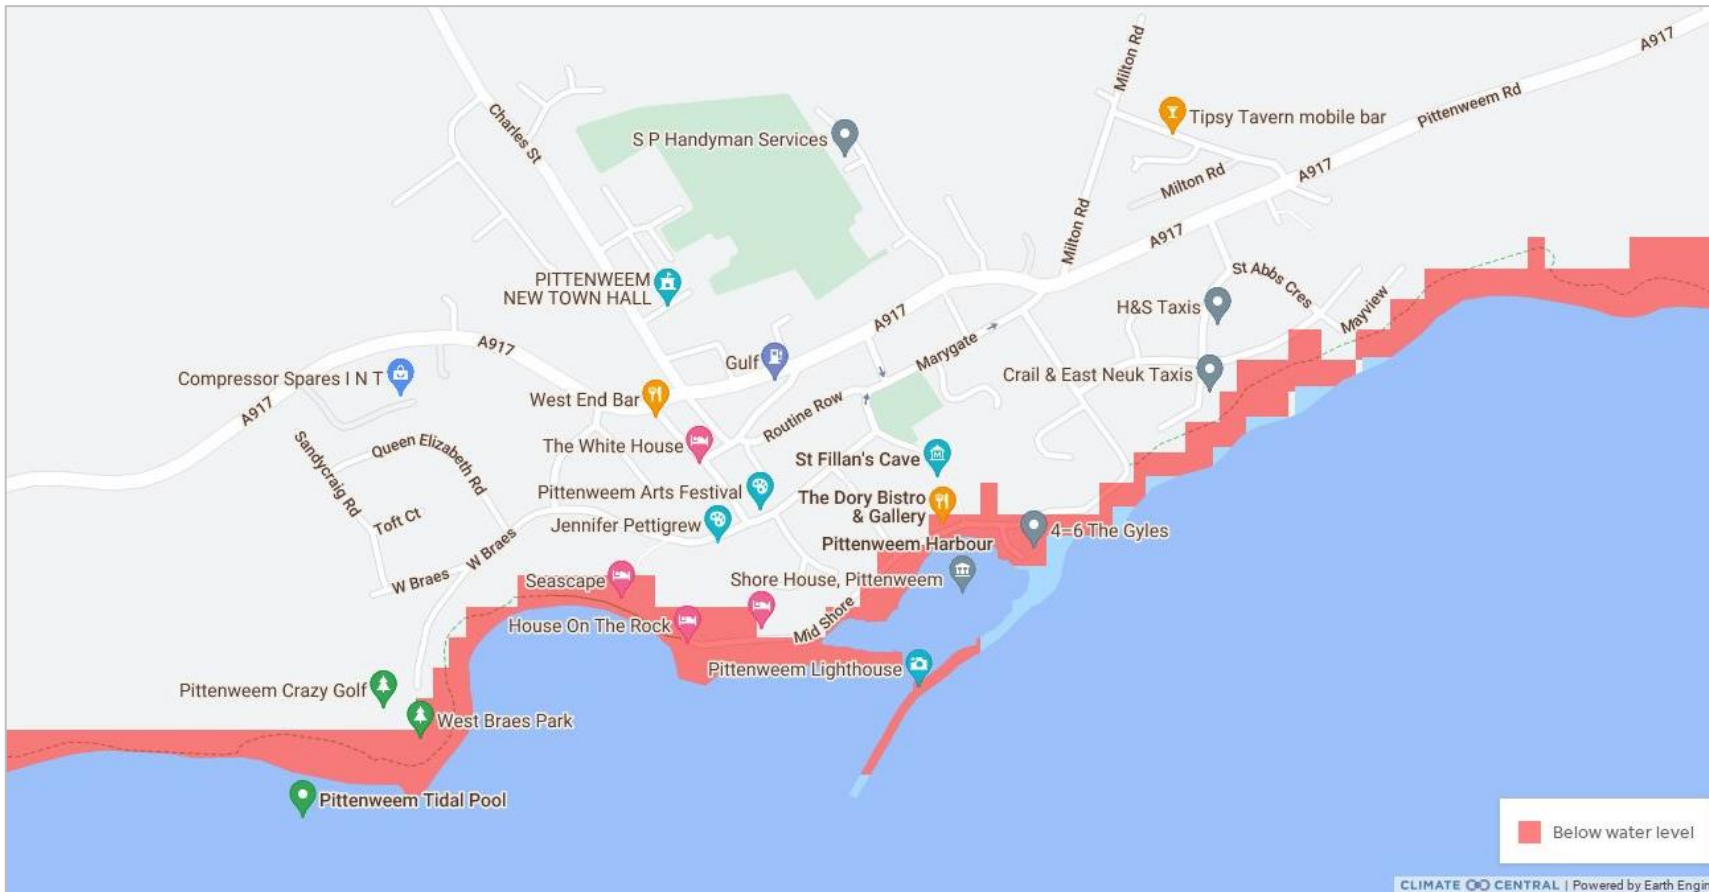 A917
Milton Rd
Charles St
Pittenweem Rd
Tipsy Tavern mobile bar
S P Handyman Services
A917
Milton Rd
Milton Rd
A917
PITTENWEEM
NEW TOWN HALL
St Abbs Cres
H&S Taxis
Mayview
A917
A917
Marygate
Gulf
Compressor Spares I N T
Crail & East Neuk Taxis
West End Bar
A917
Routine Row
Queen Elizabeth Rd
The White House
St Fillan's Cave
Sandycraig Rd
Pittenweem Arts Festival
The Dory Bistro
& Gallery
Toft Ct
Jennifer Pettigrew
4=6 The Gyles
Pittenweem Harbour
W Braes
W Braes
Seascape
Shore House, Pittenweem
House On The Rock
Mid Shore
Pittenweem Lighthouse
Pittenweem Crazy Golf
West Braes Park
Pittenweem Tidal Pool
Below water level
CLIMATE CENTRAL | Powered by Earth Engin